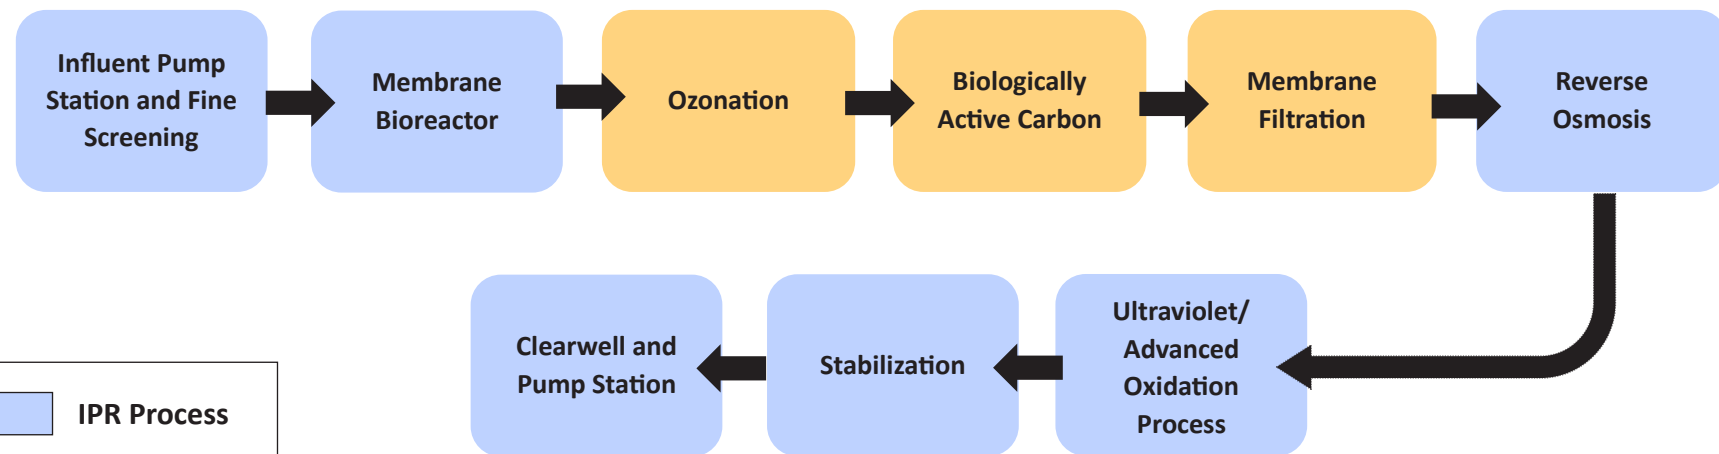 Influent Pump
Station and Fine
Screening
Membrane
Bioreactor
Ozonation
Biologically
Active Carbon
Membrane
Filtration
Reverse
Osmosis
Ultraviolet/
Advanced
Oxidation
Process
Stabilization
Clearwell and
Pump Station
IPR Process